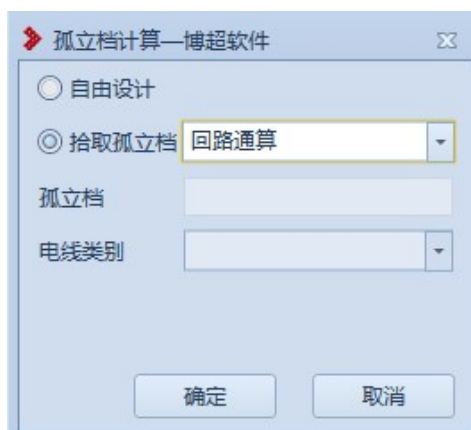 孤立档计算—博超软件
自由设计
拾取孤立档 回路通算
孤立档
电线类别
确定 取消